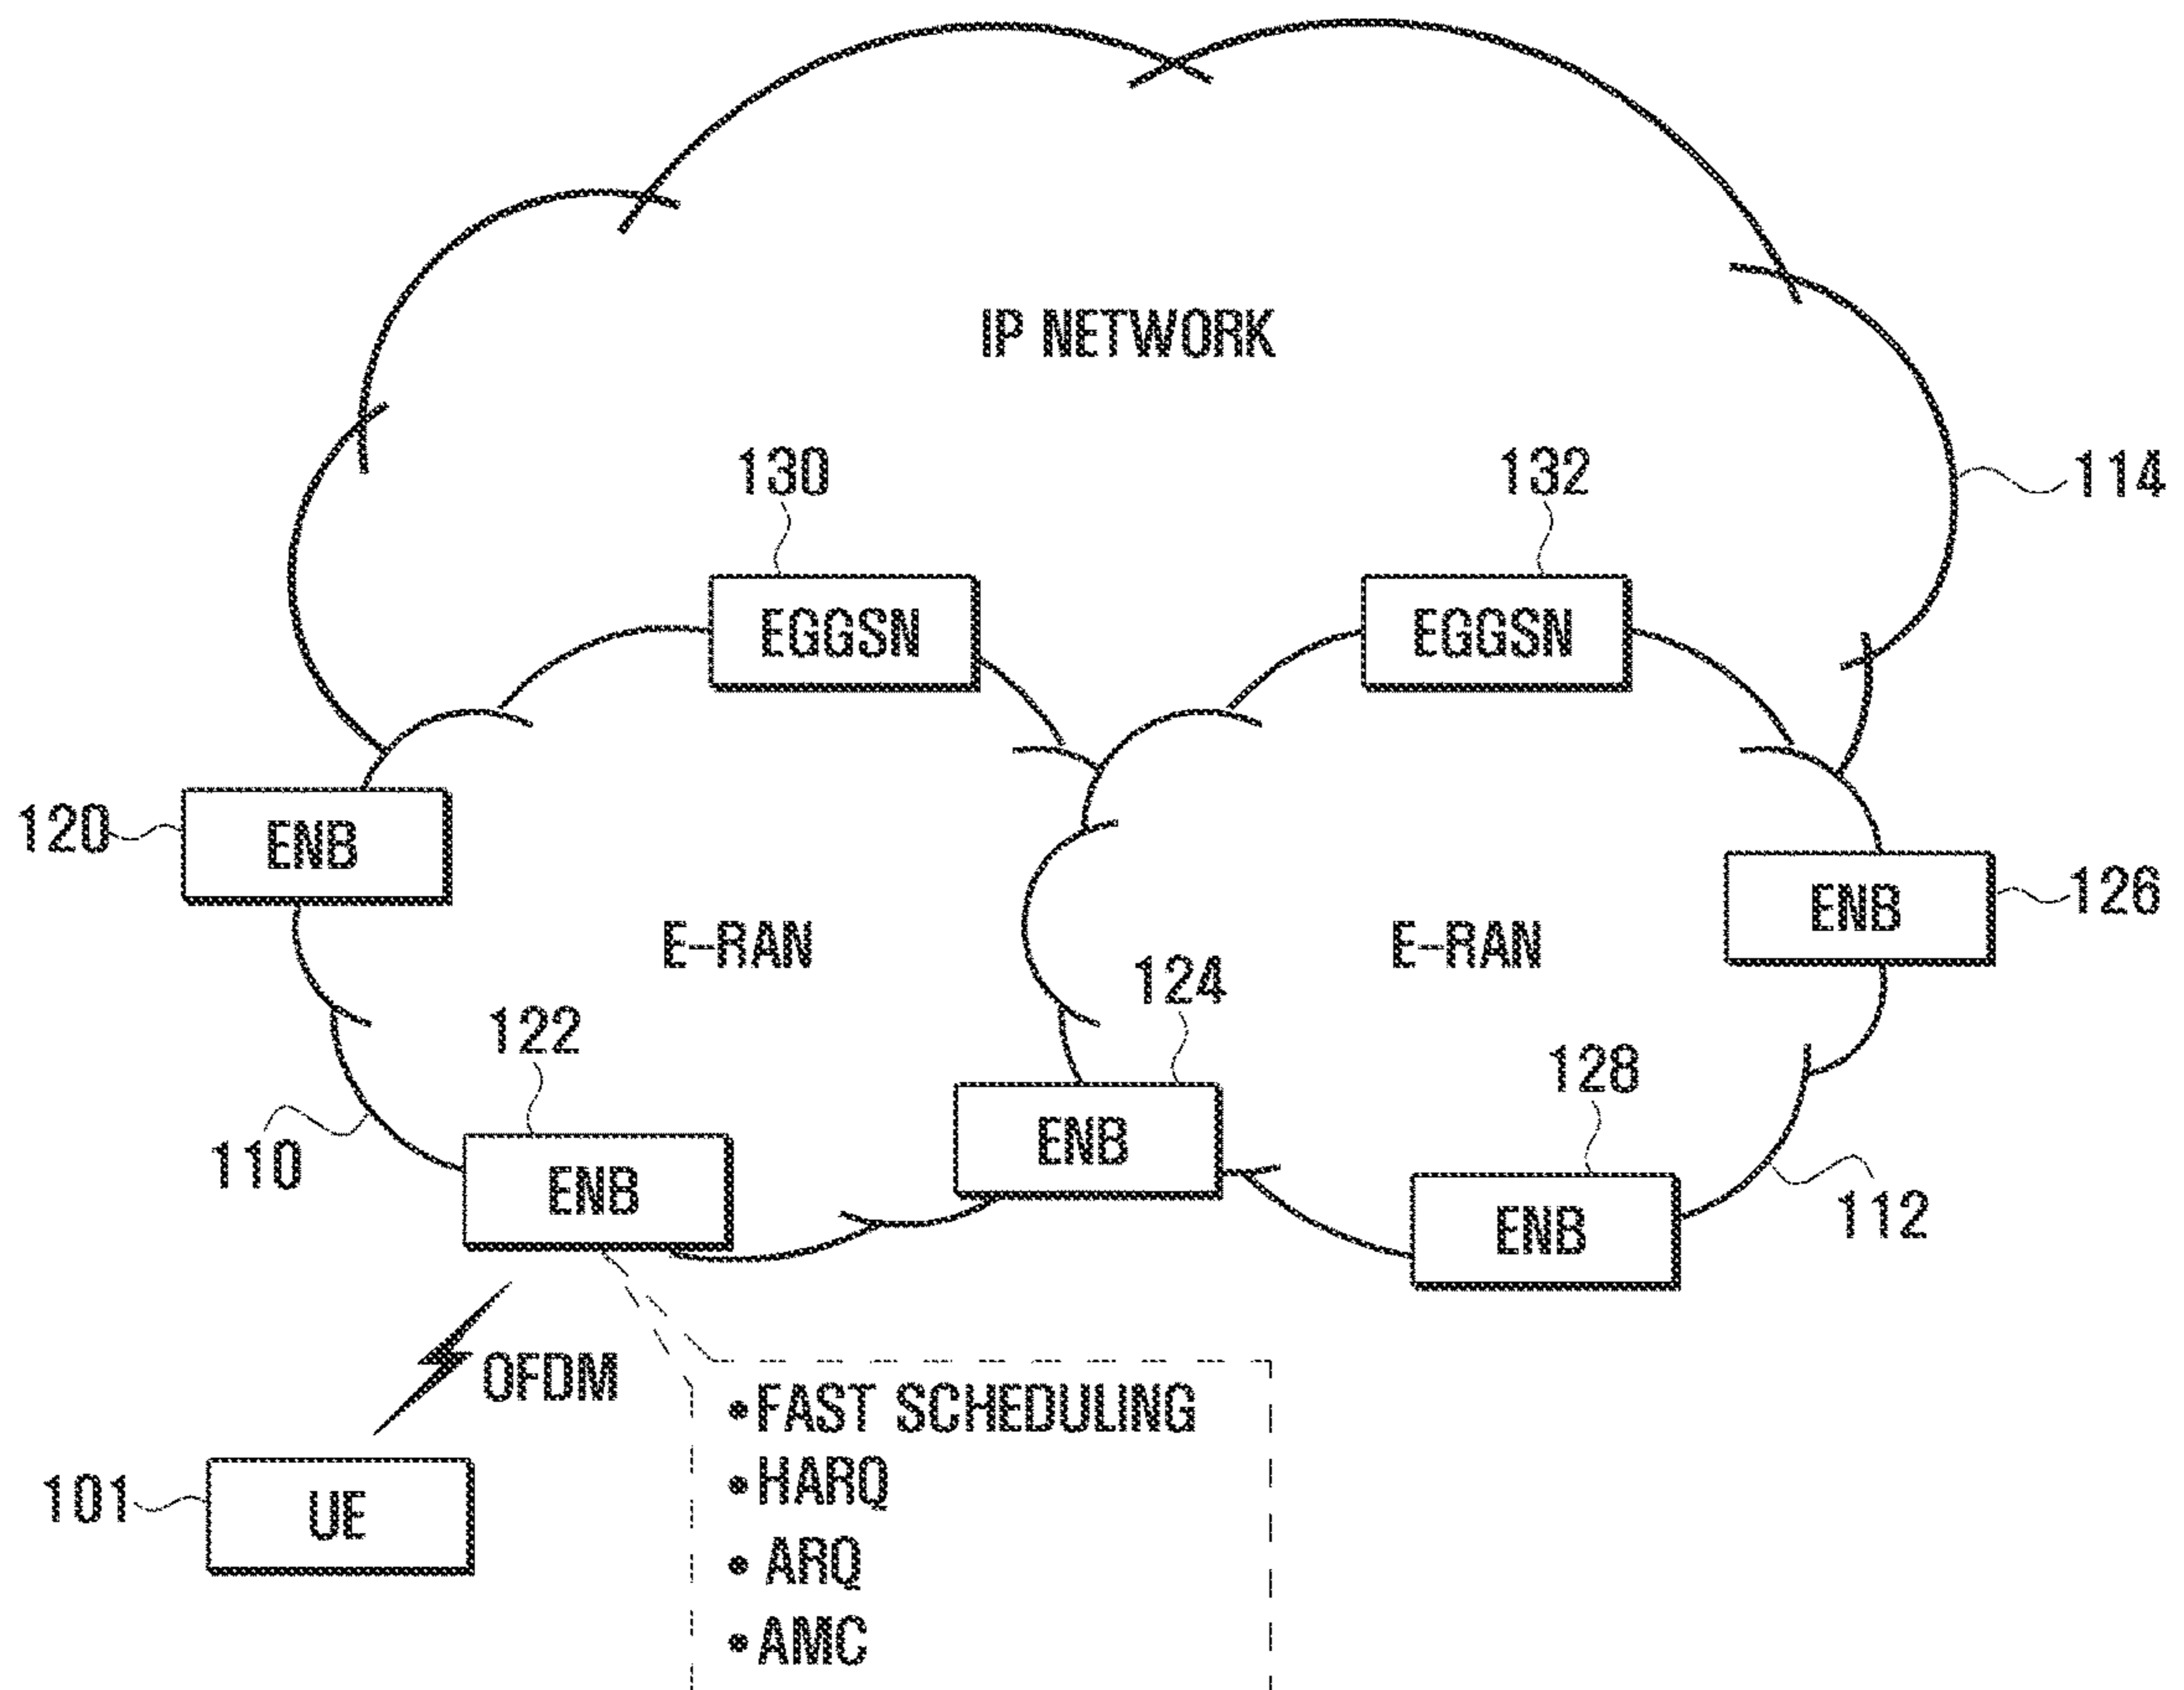 IP NETWORK
130
132
114
EGGSN
EGGSN
120
ENB
ENB
126
E-RAN
E-RAN
124
122
128
110
ENB
ENB
ENB
112
OFDM
•FAST SCHEDULING
•HARQ
• ARQ
•AMC
101
UE